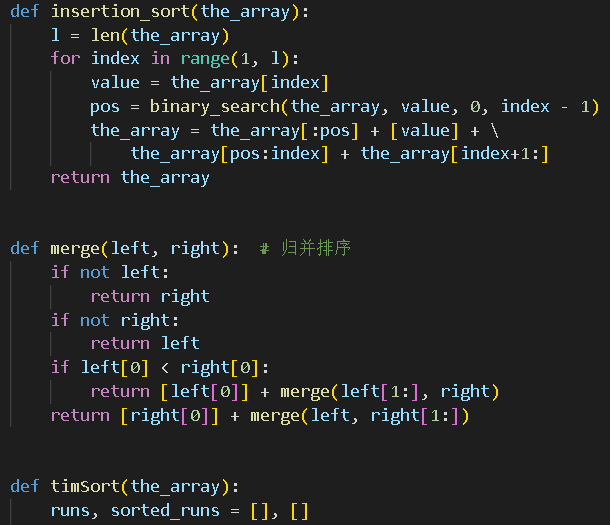 def insertion_sort(the_array):
    l = len(the_array)
    for index in range(1, l):
        value = the_array[index]
        pos = binary_search(the_array, value, 0, index - 1)
        the_array = the_array[:pos] + [value] + \
            the_array[pos:index] + the_array[index+1:]
    return the_array
def merge(left, right):  # 归并排序
    if not left:
        return right
    if not right:
        return left
    if left[0] < right[0]:
        return [left[0]] + merge(left[1:], right)
    return [right[0]] + merge(left, right[1:])
def timSort(the_array):
    runs, sorted_runs = [], []